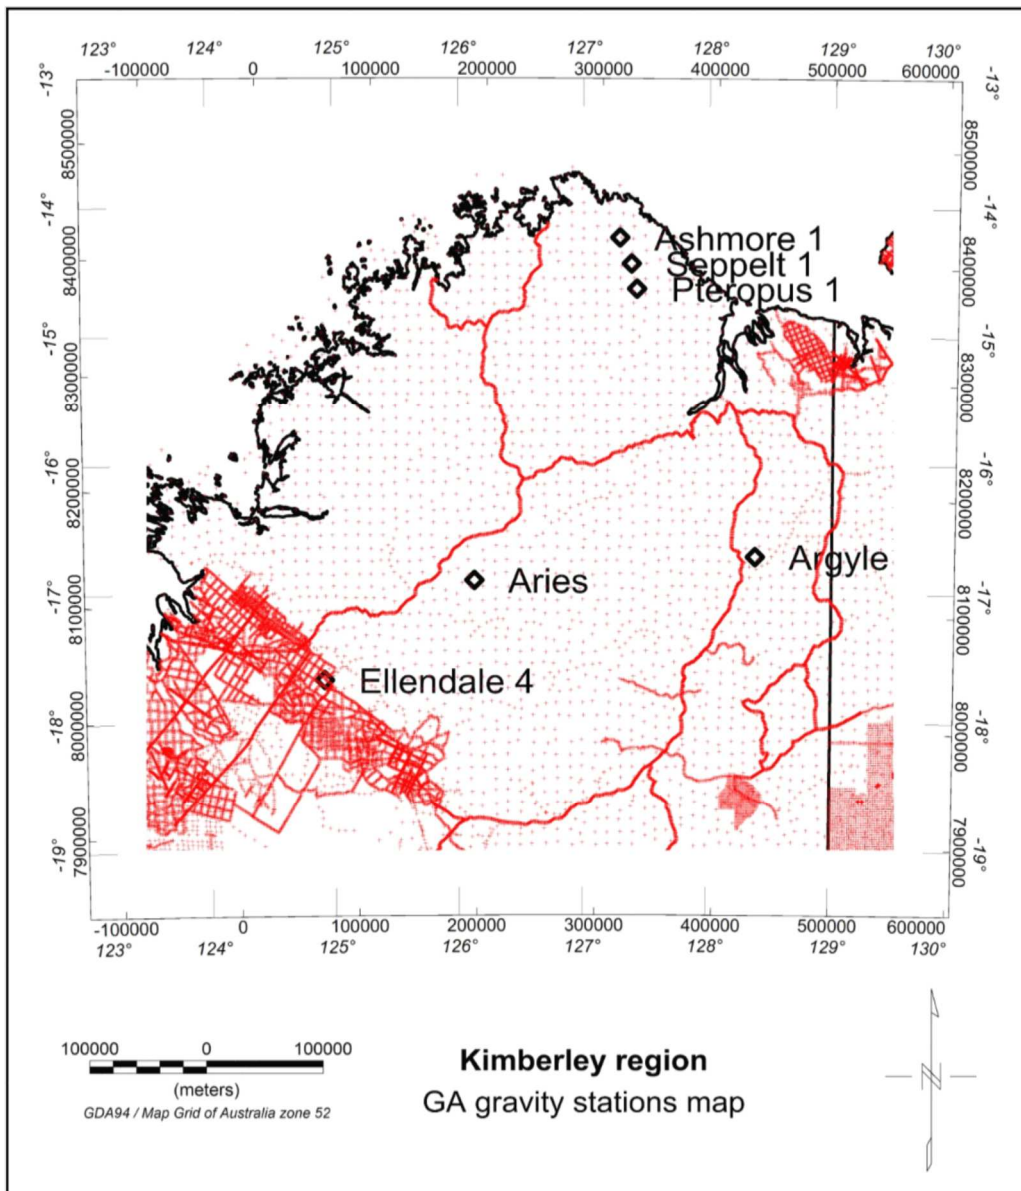 123° 124° 125° 126° 127° 128° 129° 130°
-100000 0 100000 200000 300000 400000 500000 600000
-13° -13°
8500000 8500000
-14° -14°
Ashmore 1
8400000 8400000
Seppelt 1
Pteropus 1
-15° -15°
8300000 8300000
-16° -16°
8200000 8200000
Argyle
Aries
-17° -17°
8100000 8100000
Ellendale 4
-18° -18°
8000000 8000000
-19° -19°
7900000 7900000
-100000 0 100000 200000 300000 400000 500000 600000
123° 124° 125° 126° 127° 128° 129° 130°
100000 0 100000
(meters)
GDA94 / Map Grid of Australia zone 52
Kimberley region
GA gravity stations map
N